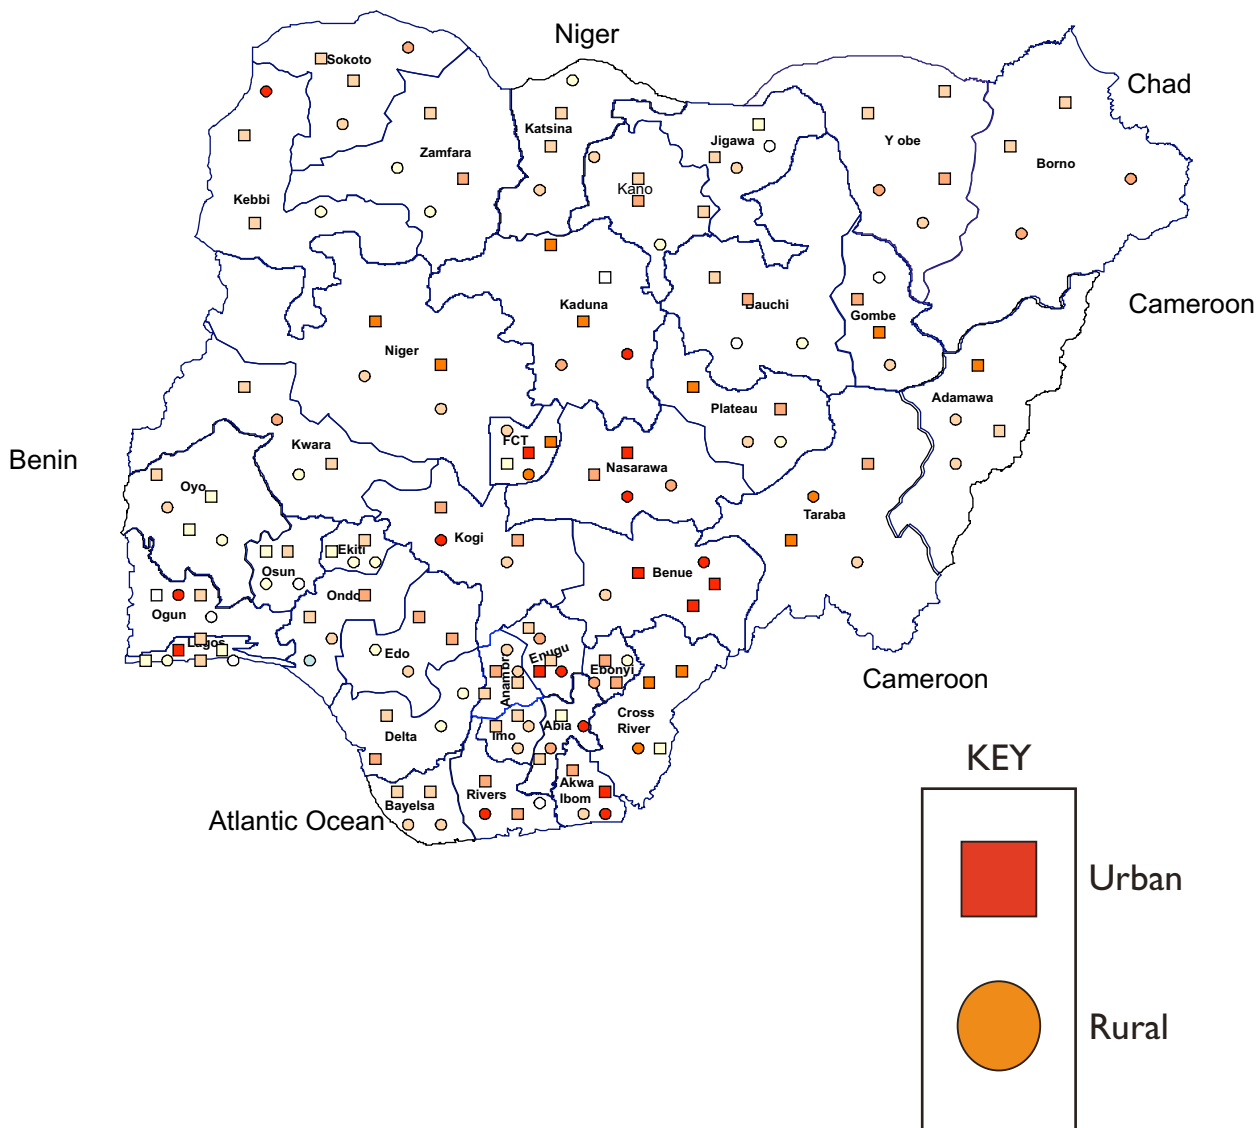 Niger
Chad
Sokoto
Katsina
Jigawa
Y obe
Borno
Zamfara
Kano
Kebbi
Cameroon
Kaduna
Bauchi
Gombe
Niger
Adamawa
Plateau
Kwara
FCT
Benin
Nasarawa
Oyo
Taraba
Kogi
Ekiti
Osun
Benue
Ondo
Ogun
Lagos
Edo
Enugu
Ebonyi
Anambra
Cameroon
Cross
River
Delta
Imo
Abia
KEY
Akwa
Ibom
Rivers
Bayelsa
Atlantic Ocean
Urban
Rural